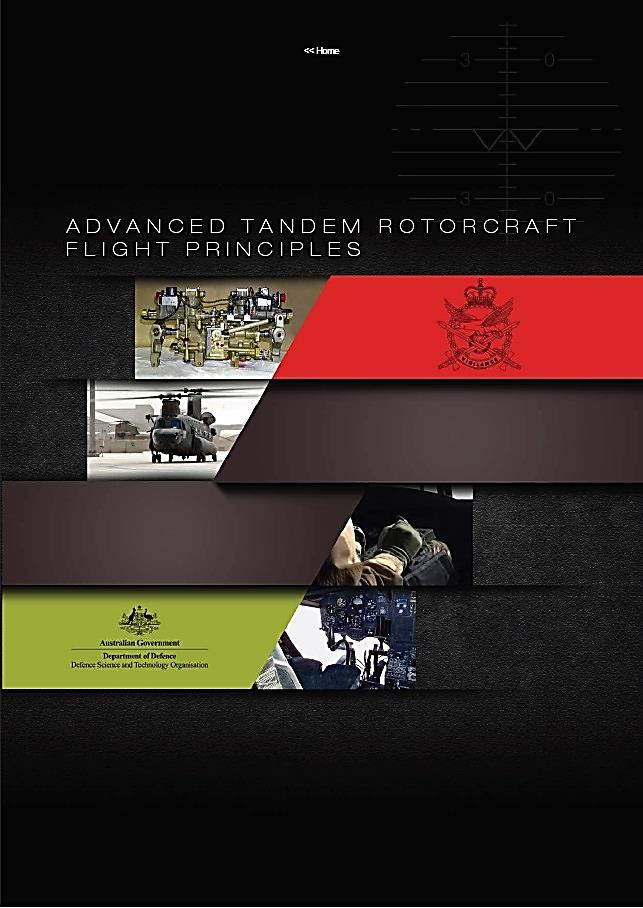 << Home
3 0
3 0
ADVANCED TANDEM ROTORCRAFT
FLIGHT PRINCIPLES
VIGILANCE
Australian Government
Department of Defence
Defence Science and Technology Organisation